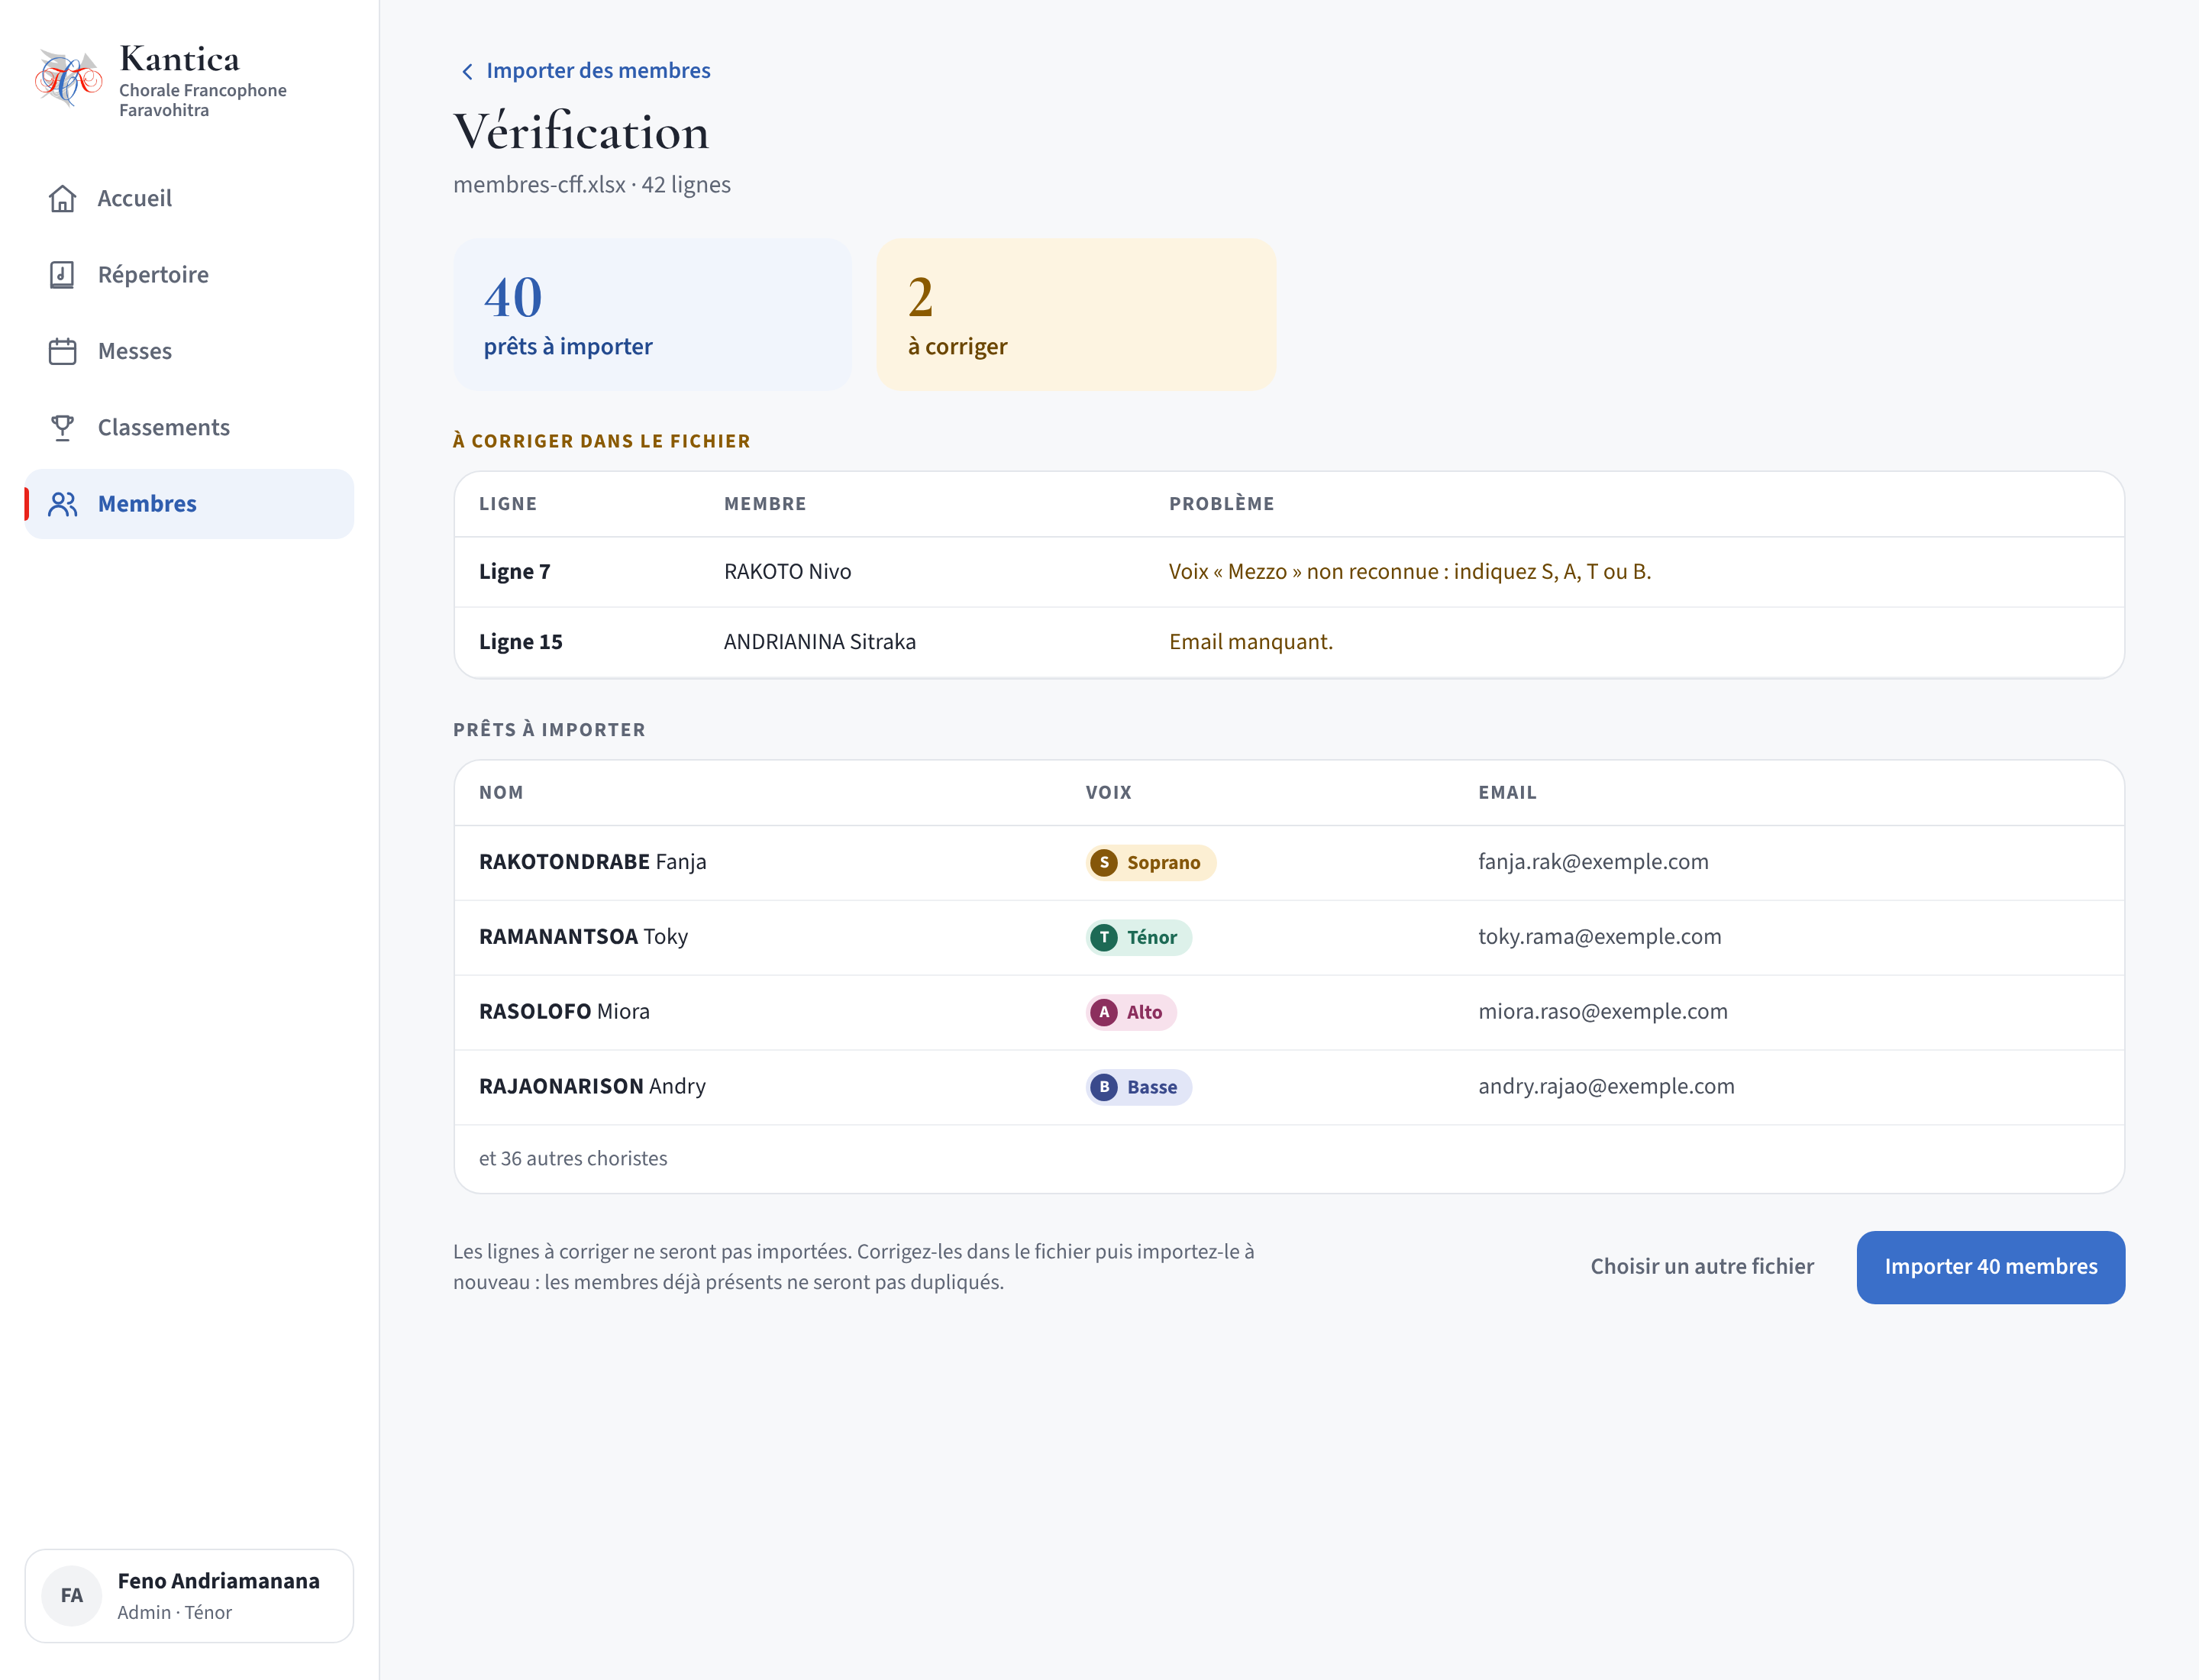 Kantica
Chorale Francophone
Faravohitra
Accueil
Répertoire
Messes
Classements
Membres
Feno Andriamanana
FA
Admin · Ténor
Importer des membres
Vérification
membres-cff.xlsx · 42 lignes
40
prêts à importer
2
à corriger
À CORRIGER DANS LE FICHIER
LIGNE MEMBRE PROBLÈME
Ligne 7 RAKOTO Nivo Voix « Mezzo » non reconnue : indiquez S, A, T ou B.
Ligne 15 ANDRIANINA Sitraka Email manquant.
PRÊTS À IMPORTER
NOM VOIX EMAIL
RAKOTONDRABE Fanja S Soprano fanja.rak@exemple.com
RAMANANTSOA Toky T Ténor toky.rama@exemple.com
RASOLOFO Miora A Alto miora.raso@exemple.com
RAJAONARISON Andry B Basse andry.rajao@exemple.com
et 36 autres choristes
Les lignes à corriger ne seront pas importées. Corrigez-les dans le fichier puis importez-le à
nouveau : les membres déjà présents ne seront pas dupliqués.
Choisir un autre fichier
Importer 40 membres